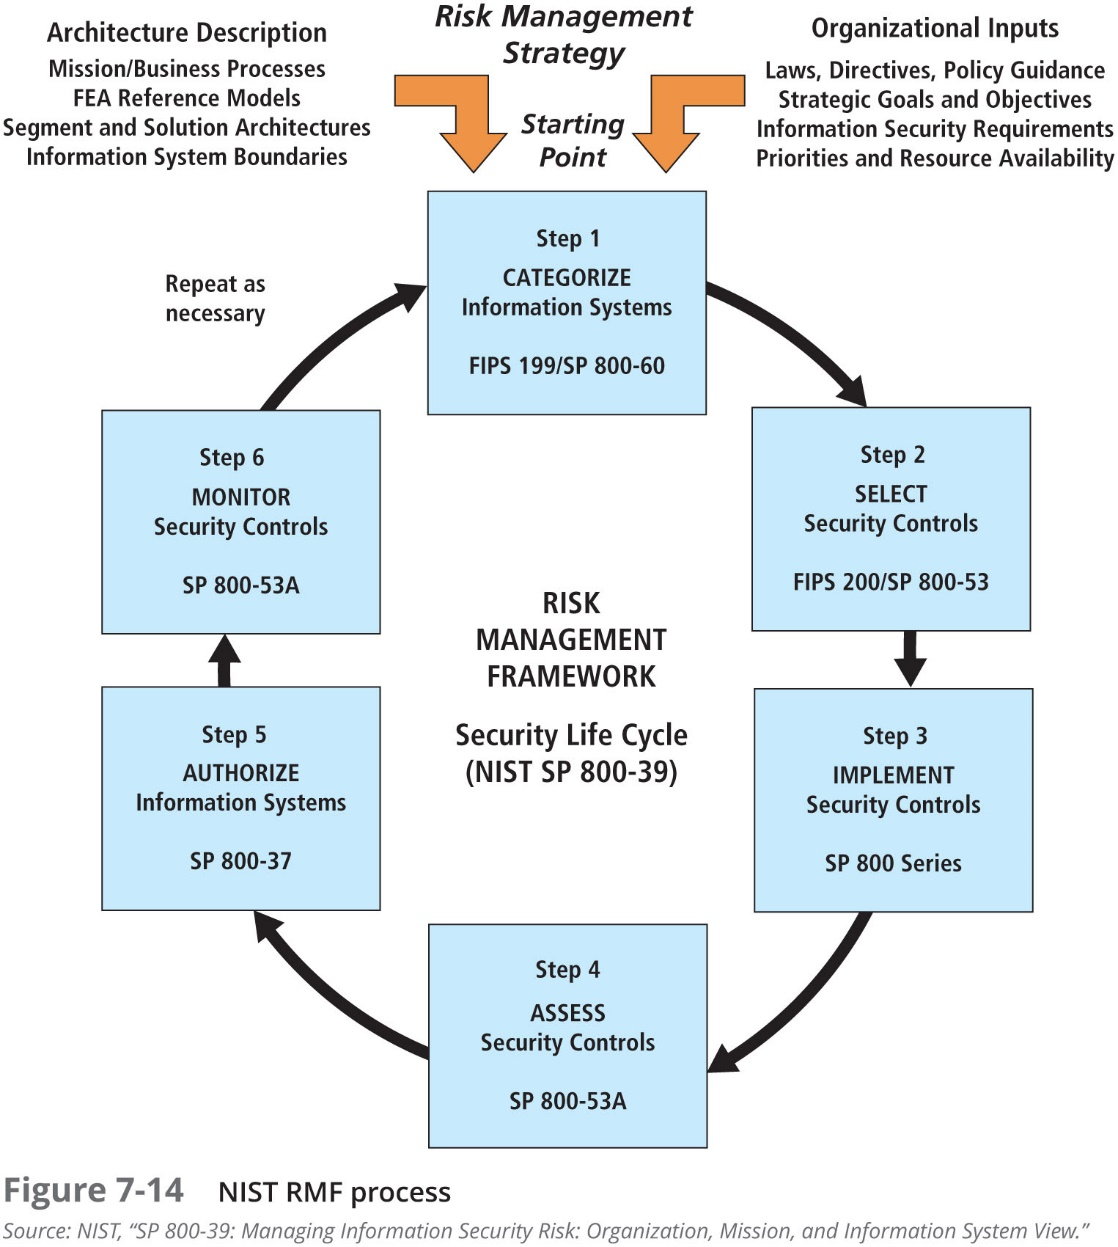 Architecture Description
Mission/Business Processes
FEA Reference Models
Segment and Solution Architectures
Information System Boundaries
Risk Management
Strategy
Starting
Point
Organizational Inputs
Laws, Directives, Policy Guidance
Strategic Goals and Objectives
Information Security Requirements
Priorities and Resource Availability
Step 1
CATEGORIZE
Information Systems
FIPS 199/SP 800-60
Repeat as
necessary
Step 2
SELECT
Security Controls
FIPS 200/SP 800-53
Step 6
MONITOR
Security Controls
SP 800-53A
RISK
MANAGEMENT
FRAMEWORK
Security Life Cycle
(NIST SP 800-39)
Step 3
IMPLEMENT
Security Controls
SP 800 Series
Step 5
AUTHORIZE
Information Systems
SP 800-37
Step 4
ASSESS
Security Controls
SP 800-53A
Figure 7-14 NIST RMF process
Source: NIST, “SP 800-39: Managing Information Security Risk: Organization, Mission, and Information System View.”